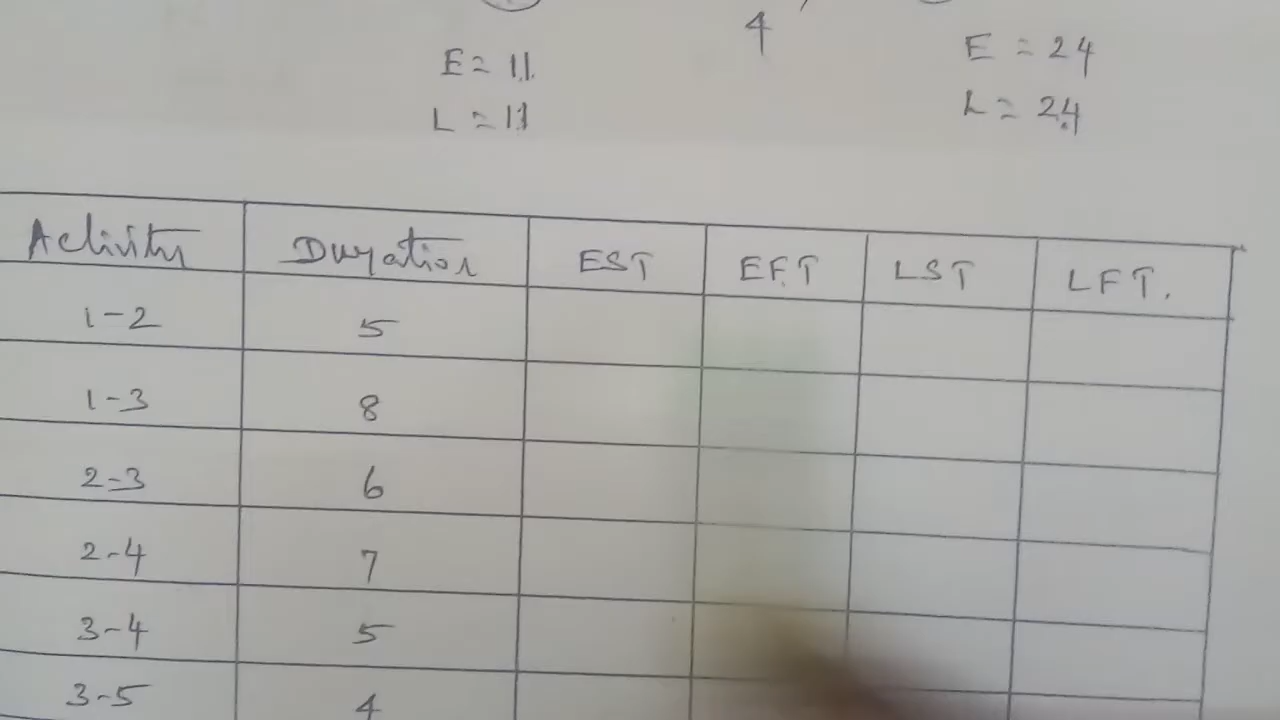 4
E = 11
E = 24
L = 11
L = 24
Activity Duration EST EFT LST LFT.
1-2 5
1-3 8
2-3 6
2-4 7
3-4 5
3-5 4